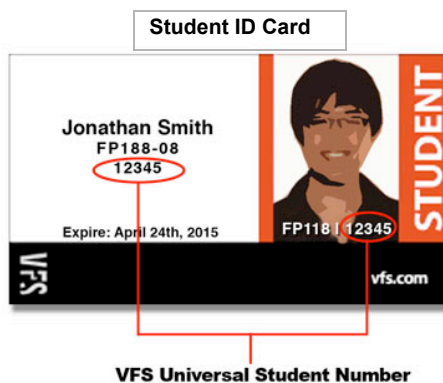 Student ID Card
Jonathan Smith
FP188-08
12345
Expire: April 24th, 2015
FP118 | 12345
STUDENT
VFS
vfs.com
VFS Universal Student Number